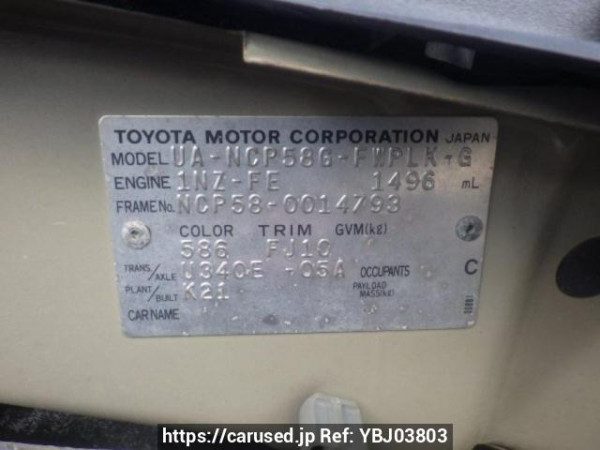 TOYOTA MOTOR CORPORATION JAPAN
MODEL UA-NCP58G-FWPLK-G
ENGINE 1NZ-FE 1496 mL
FRAME No. NCP58-0014793
COLOR TRIM GVM(kg)
586 FJ10
TRANS/AXLE U340E -05A OCCUPANTS C
PLANT/BUILT K21 PAYLOAD MASS(kg)
CAR NAME
https://carused.jp Ref: YBJ03803